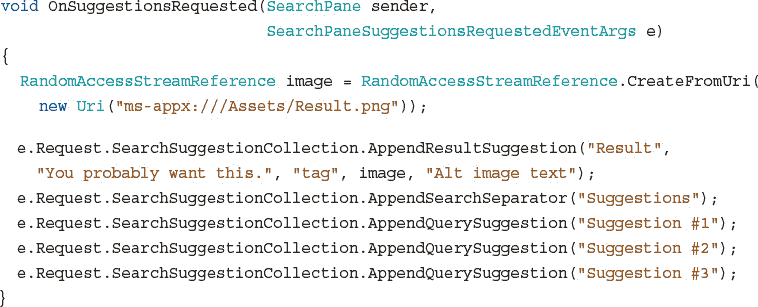 void OnSuggestionsRequested(SearchPane sender,
SearchPaneSuggestionsRequestedEventArgs e)
{
RandomAccessStreamReference image = RandomAccessStreamReference.CreateFromUri(
new Uri("ms-appx:///Assets/Result.png"));
e.Request.SearchSuggestionCollection.AppendResultSuggestion("Result",
"You probably want this.", "tag", image, "Alt image text");
e.Request.SearchSuggestionCollection.AppendSearchSeparator("Suggestions");
e.Request.SearchSuggestionCollection.AppendQuerySuggestion("Suggestion #1");
e.Request.SearchSuggestionCollection.AppendQuerySuggestion("Suggestion #2");
e.Request.SearchSuggestionCollection.AppendQuerySuggestion("Suggestion #3");
}